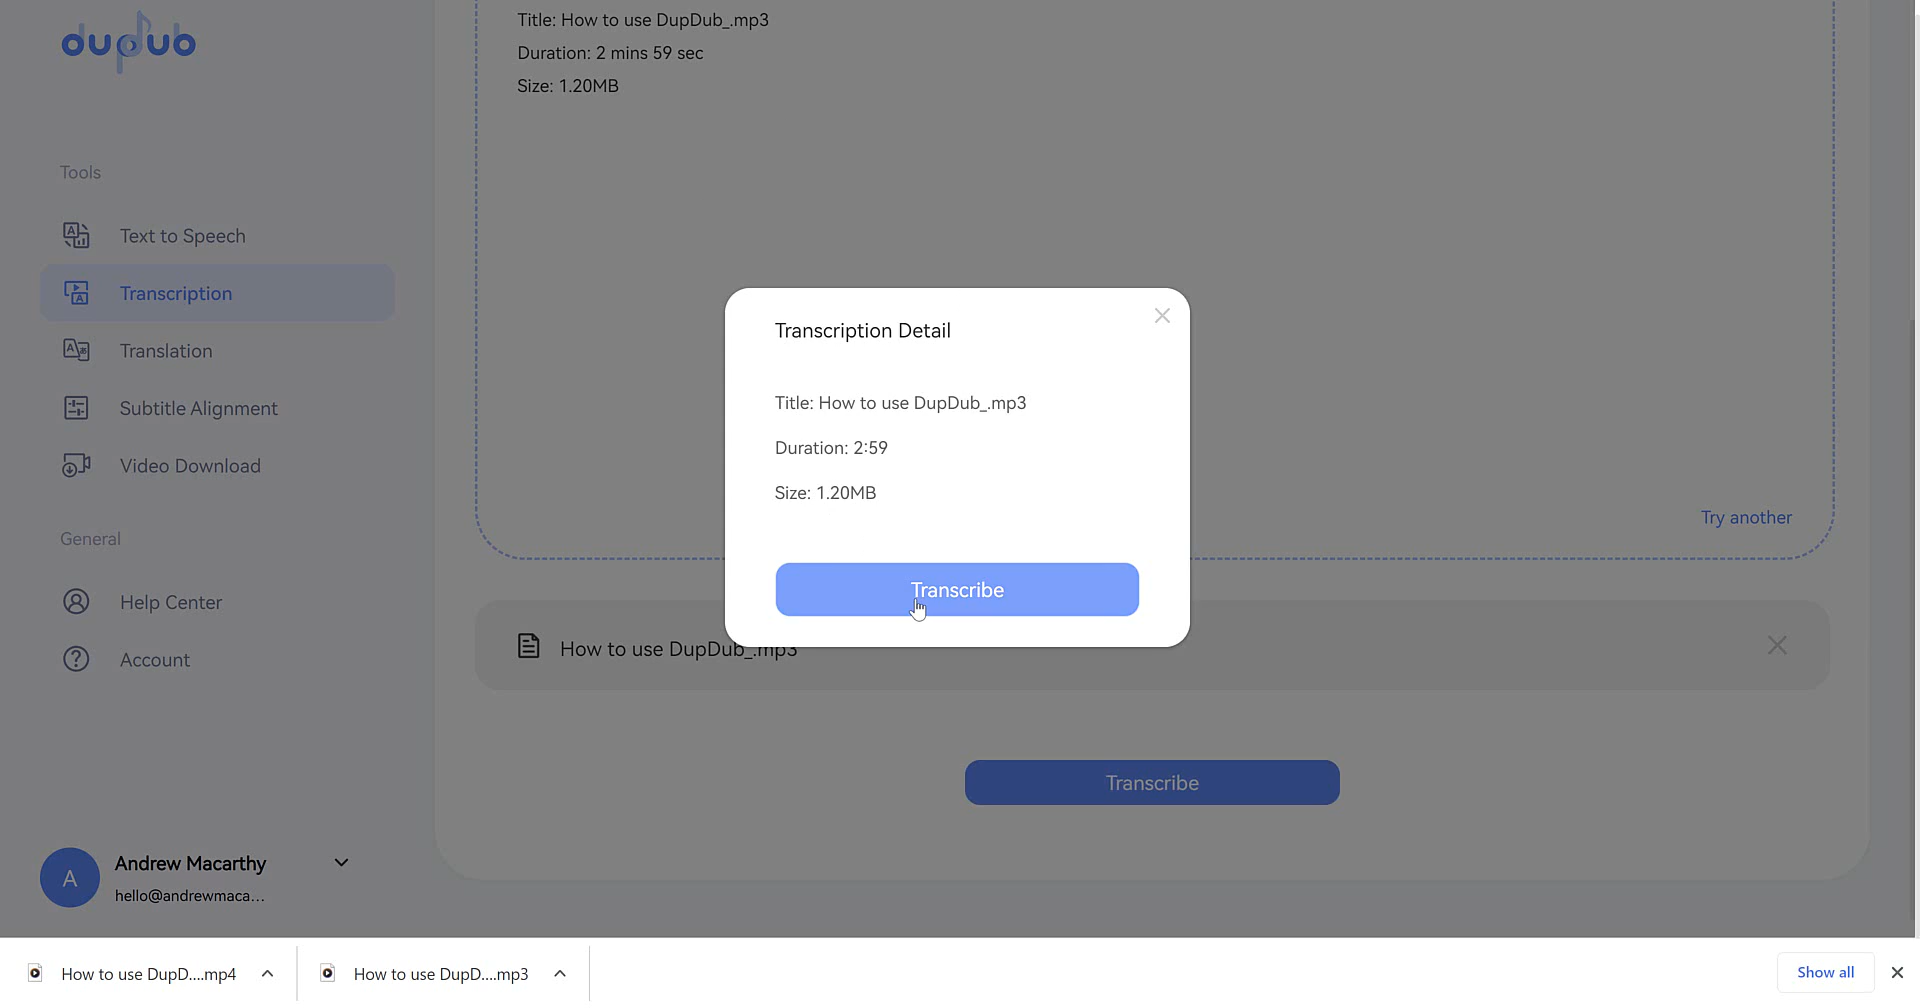 dupdub
Tools
Text to Speech
Transcription
Translation
Subtitle Alignment
Video Download
General
Help Center
Account
A
Andrew Macarthy
hello@andrewmaca...
Title: How to use DupDub_.mp3
Duration: 2 mins 59 sec
Size: 1.20MB
Try another
Transcription Detail
Title: How to use DupDub_.mp3
Duration: 2:59
Size: 1.20MB
Transcribe
How to use DupDub_.mp3
Transcribe
How to use DupD....mp4
How to use DupD....mp3
Show all